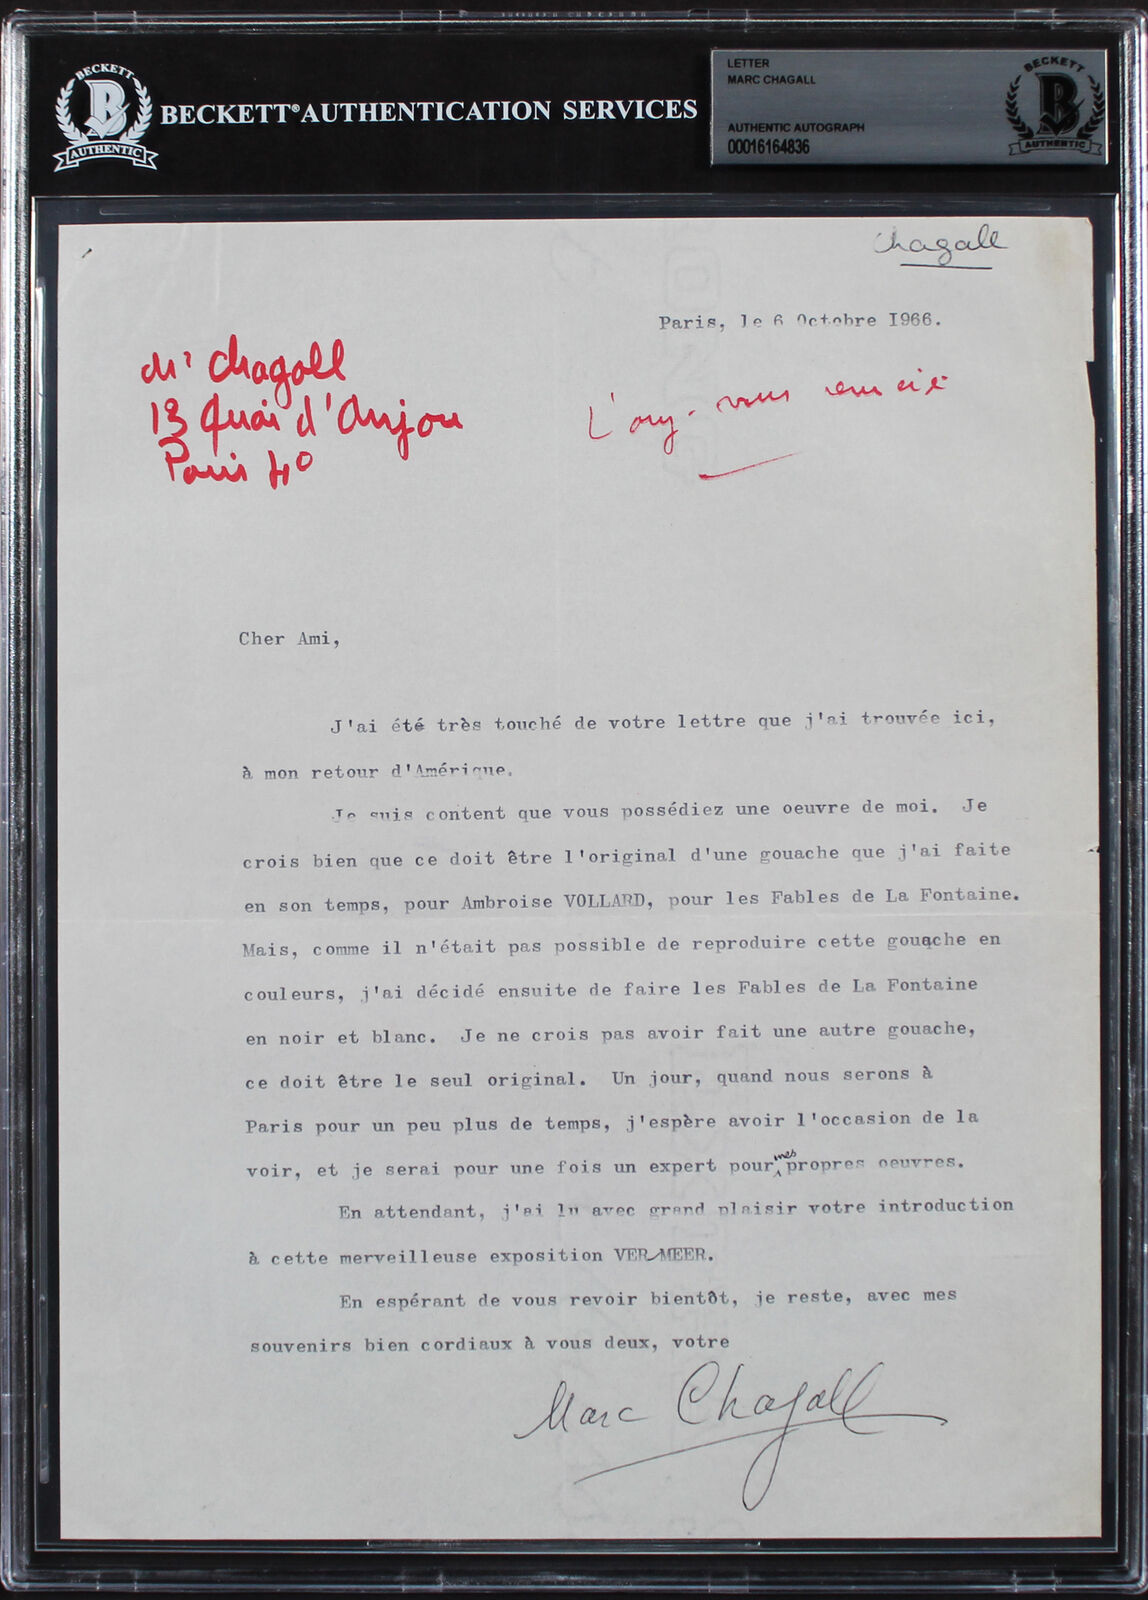 BECKETT
B
AUTHENTIC
BECKETT® AUTHENTICATION SERVICES
LETTER
MARC CHAGALL
AUTHENTIC AUTOGRAPH
00016164836
BECKETT
B
AUTHENTIC
Chagall
Paris, le 6 Octobre I966.
Mr Chagall
13 Quai d'Anjou
Paris 4°
vous
Cher Ami,
J'ai été très touché de votre lettre que j'ai trouvée ici,
à mon retour d'Amérique.
Je suis content que vous possédiez une oeuvre de moi. Je
crois bien que ce doit être l'original d'une gouache que j'ai faite
en son temps, pour Ambroise VOLLARD, pour les Fables de La Fontaine.
Mais, comme il n'était pas possible de reproduire cette gouache en
couleurs, j'ai décidé ensuite de faire les Fables de La Fontaine
en noir et blanc. Je ne crois pas avoir fait une autre gouache,
ce doit être le seul original. Un jour, quand nous serons à
Paris pour un peu plus de temps, j'espère avoir l'occasion de la
voir, et je serai pour une fois un expert pour mes propres oeuvres.
En attendant, j'ai lu avec grand plaisir votre introduction
à cette merveilleuse exposition VERMEER.
En espérant de vous revoir bientôt, je reste, avec mes
souvenirs bien cordiaux à vous deux, votre
Marc Chagall